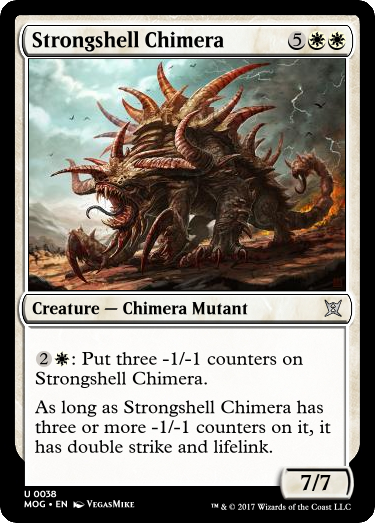 Strongshell Chimera 5
Creature — Chimera Mutant
2: Put three -1/-1 counters on
Strongshell Chimera.
As long as Strongshell Chimera has
three or more -1/-1 counters on it, it
has double strike and lifelink.
7/7
U 0038
MOG • EN VegasMike
™ & © 2017 Wizards of the Coast LLC